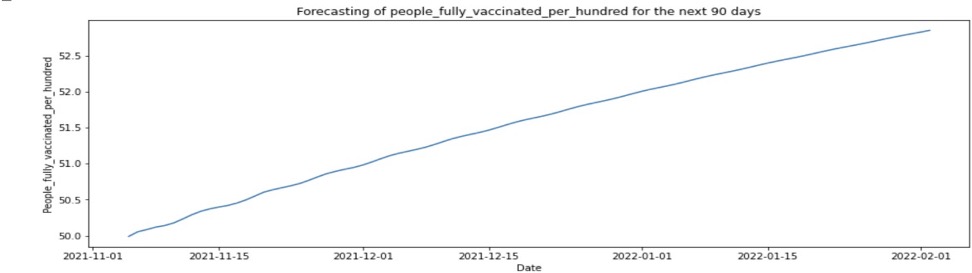 Forecasting of people_fully_vaccinated_per_hundred for the next 90 days
People_fully_vaccinated_per_hundred
52.5
52.0
51.5
51.0
50.5
50.0
2021-11-01 2021-11-15 2021-12-01 2021-12-15 2022-01-01 2022-01-15 2022-02-01
Date